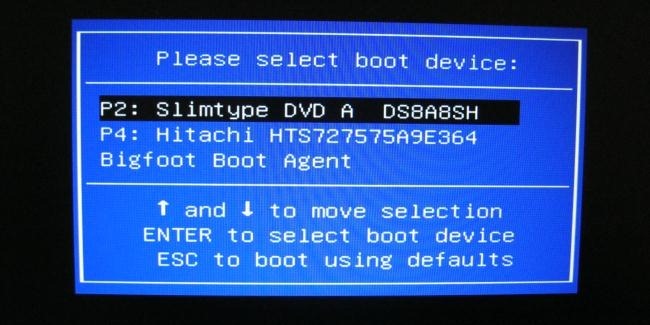 Please select boot device:
P2: Slimtype DVD A  DS8A8SH
P4: Hitachi HTS727575A9E364
Bigfoot Boot Agent
↑ and ↓ to move selection
ENTER to select boot device
ESC to boot using defaults